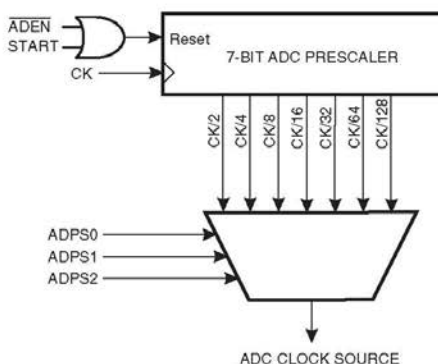 ADEN
START
Reset
7-BIT ADC PRESCALER
CK
CK/2
CK/4
CK/8
CK/16
CK/32
CK/64
CK/128
ADPS0
ADPS1
ADPS2
ADC CLOCK SOURCE